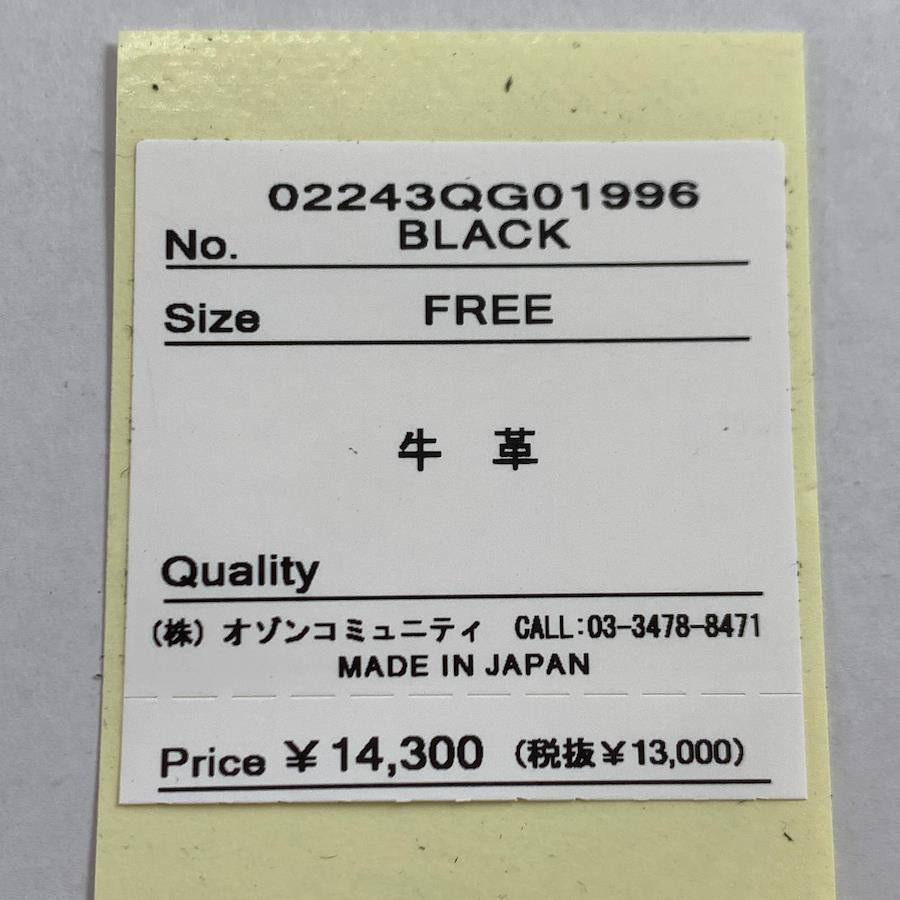 02243QG01996
No. BLACK
Size FREE
牛 革
Quality
(株) オゾンコミュニティ CALL:03-3478-8471
MADE IN JAPAN
Price ¥14,300 (税抜¥13,000)